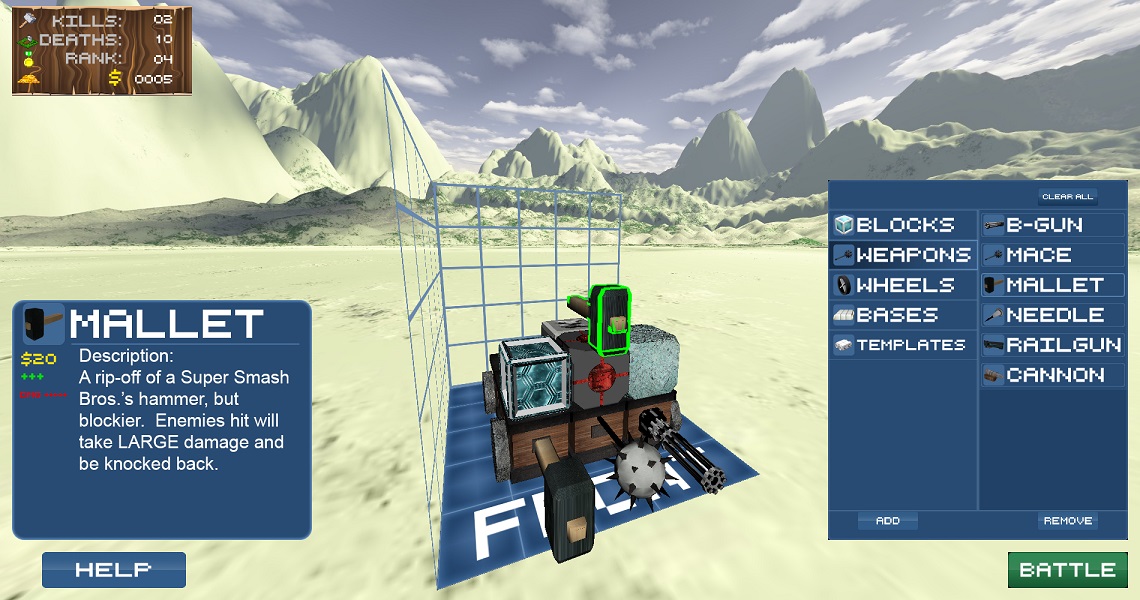 KILLS: 02
DEATHS: 10
RANK: 04
$ 0005
CLEAR ALL
BLOCKS
WEAPONS
WHEELS
BASES
TEMPLATES
B-GUN
MACE
MALLET
NEEDLE
RAILGUN
CANNON
ADD
REMOVE
MALLET
$20
+++
Description:
A rip-off of a Super Smash
Bros.'s hammer, but
blockier. Enemies hit will
take LARGE damage and
be knocked back.
HELP
BATTLE